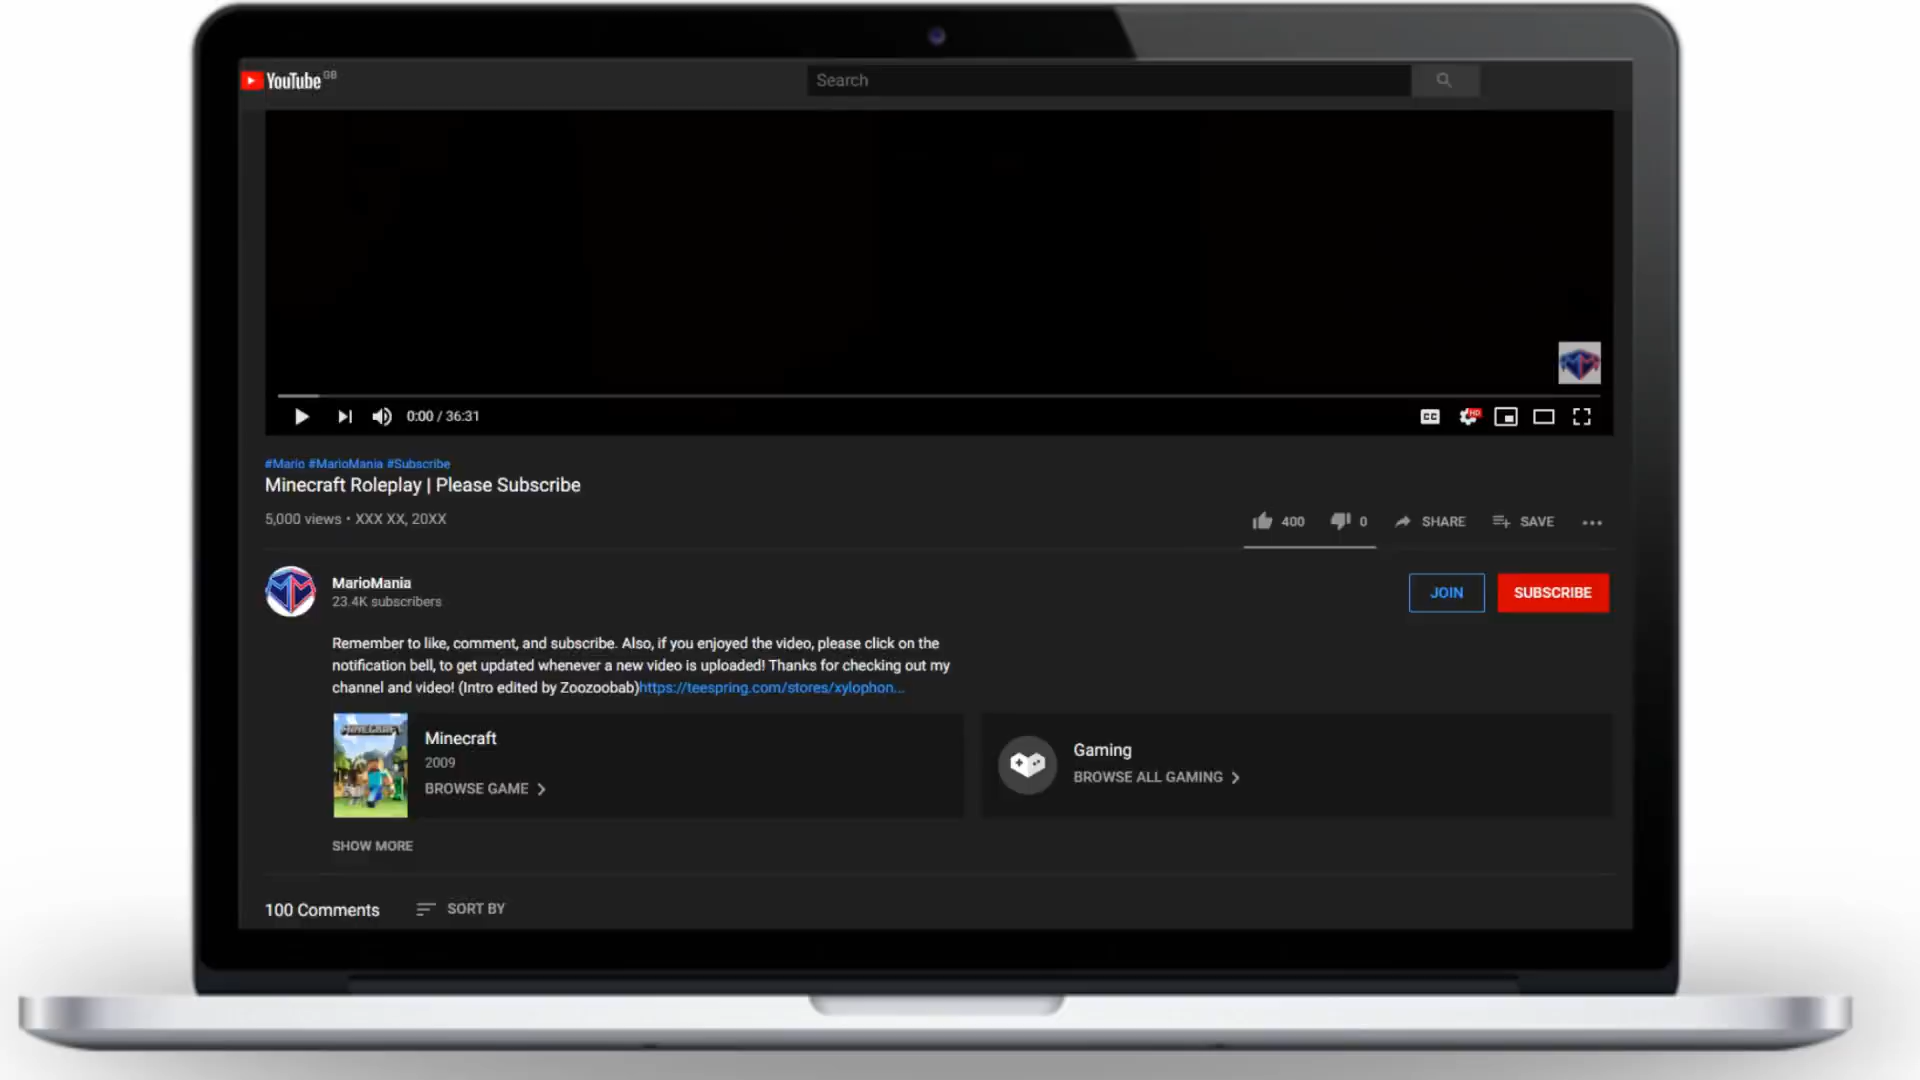 YouTube GB
Search
0:00 / 36:31
CC
HD
#Mario #MarioMania #Subscribe
Minecraft Roleplay | Please Subscribe
5,000 views • XXX XX, 20XX
400
0
SHARE
SAVE
MarioMania
23.4K subscribers
JOIN
SUBSCRIBE
Remember to like, comment, and subscribe. Also, if you enjoyed the video, please click on the
notification bell, to get updated whenever a new video is uploaded! Thanks for checking out my
channel and video! (Intro edited by Zoozoobab)https://teespring.com/stores/xylophon...
MINECRAFT
Minecraft
2009
BROWSE GAME
Gaming
BROWSE ALL GAMING
SHOW MORE
100 Comments
SORT BY